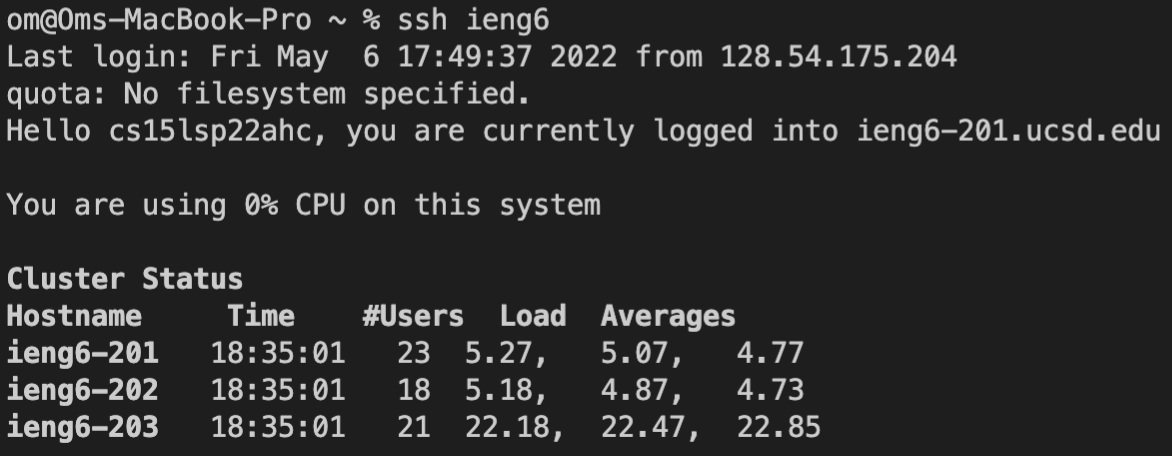 om@Oms-MacBook-Pro ~ % ssh ieng6
Last login: Fri May  6 17:49:37 2022 from 128.54.175.204
quota: No filesystem specified.
Hello cs15lsp22ahc, you are currently logged into ieng6-201.ucsd.edu
You are using 0% CPU on this system
Cluster Status
Hostname     Time    #Users  Load  Averages
ieng6-201   18:35:01   23  5.27,   5.07,   4.77
ieng6-202   18:35:01   18  5.18,   4.87,   4.73
ieng6-203   18:35:01   21  22.18,  22.47,  22.85